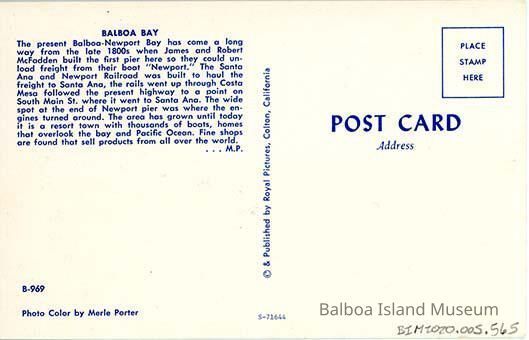 BALBOA BAY
The present Balboa-Newport Bay has come a long
way from the late 1800s when James and Robert
McFadden built the first pier here so they could un-
load freight from their boat "Newport." The Santa
Ana and Newport Railroad was built to haul the
freight to Santa Ana, the rails went up through Costa
Mesa followed the present highway to a point on
South Main St. where it went to Santa Ana. The wide
spot at the end of Newport pier was where the en-
gines turned around. The area has grown until today
it is a resort town with thousands of boats, homes
that overlook the bay and Pacific Ocean. Fine shops
are found that sell products from all over the world.
. . . M.P.
B-969
Photo Color by Merle Porter
© & Published by Royal Pictures, Colton, California
S-71644
PLACE
STAMP
HERE
POST CARD
Address
Balboa Island Museum
BIM2020.005.565